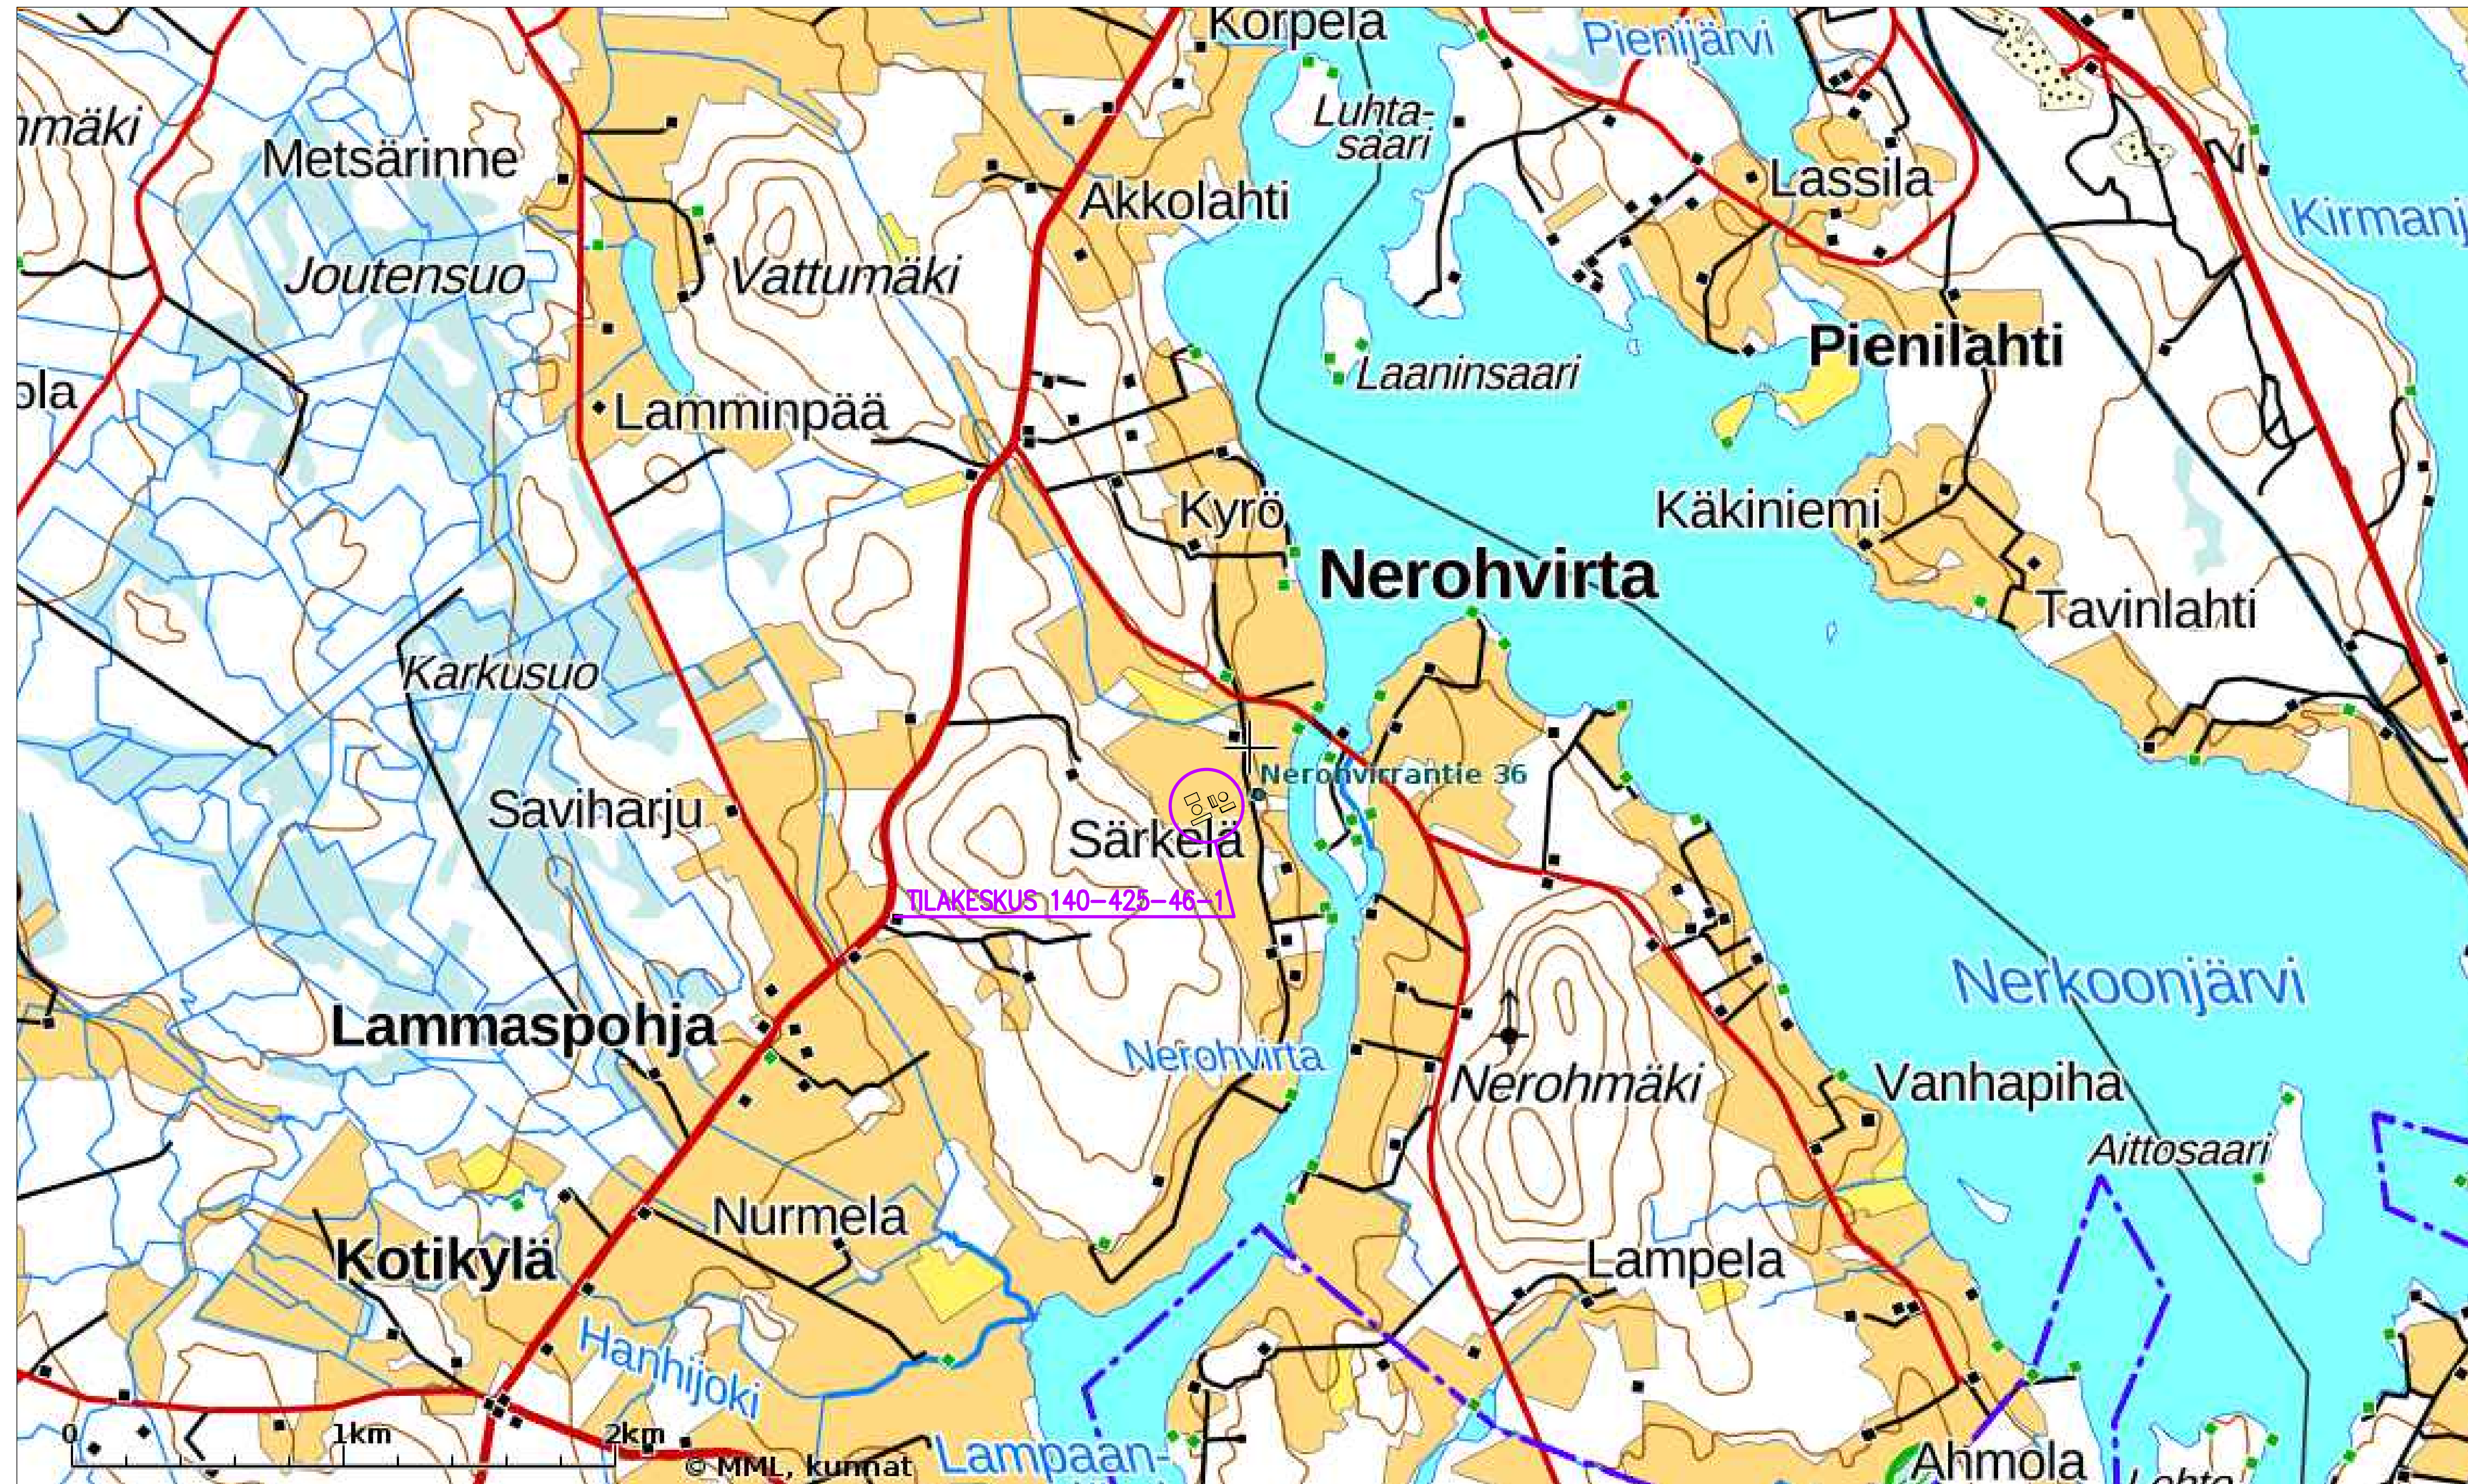 Korpela
Pienijärvi
Luhta-
saari
Metsärinne
Akkolahti
Lassila
Kirmanj
Joutensuo
Vattumäki
Laaninsaari
Pienilahti
Lamminpää
Kyrö
Käkiniemi
Nerohvirta
Tavinlahti
Karkusuo
Nerohvirrantie 36
Saviharju
Särkelä
TILAKESKUS 140-425-46-1
Nerkoonjärvi
Lammaspohja
Nerohvirta
Nerohmäki
Vanhapiha
Aittosaari
Nurmela
Kotikylä
Lampela
Hanhijoki
0 1km 2km
© MML, kunnat
Lampaan-
Ahmola